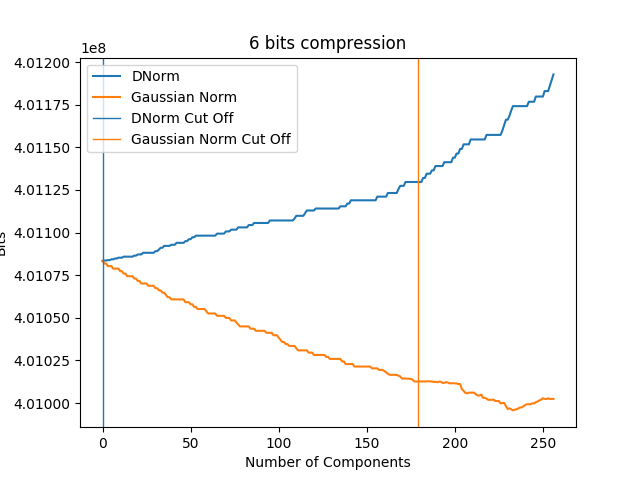 6 bits compression
1e8
4.01200
4.01175
4.01150
4.01125
4.01100
4.01075
4.01050
4.01025
4.01000
Bits
DNorm
Gaussian Norm
DNorm Cut Off
Gaussian Norm Cut Off
0 50 100 150 200 250
Number of Components